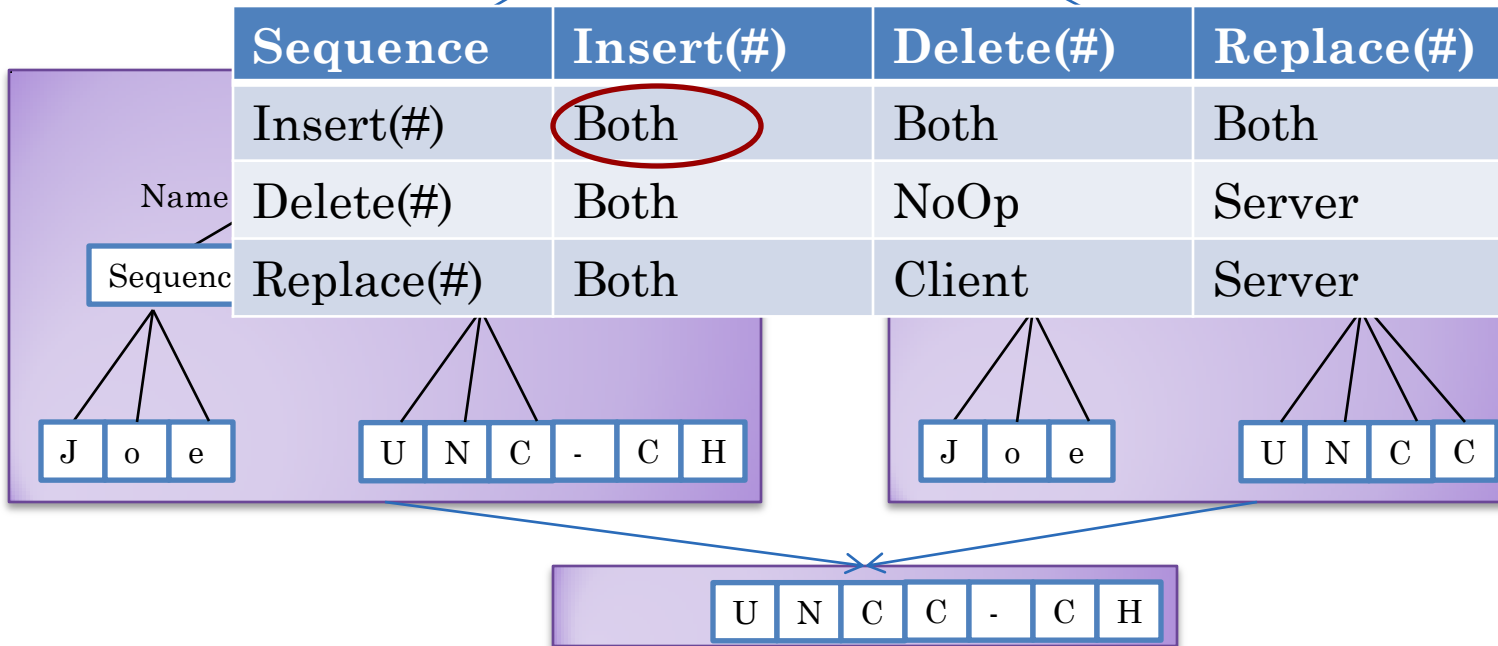 Sequence Insert(#) Delete(#) Replace(#)
Insert(#) Both Both Both
Name
Delete(#) Both NoOp Server
Sequenc
Replace(#) Both Client Server
J o e U N C - C H J o e U N C C
U N C C - C H